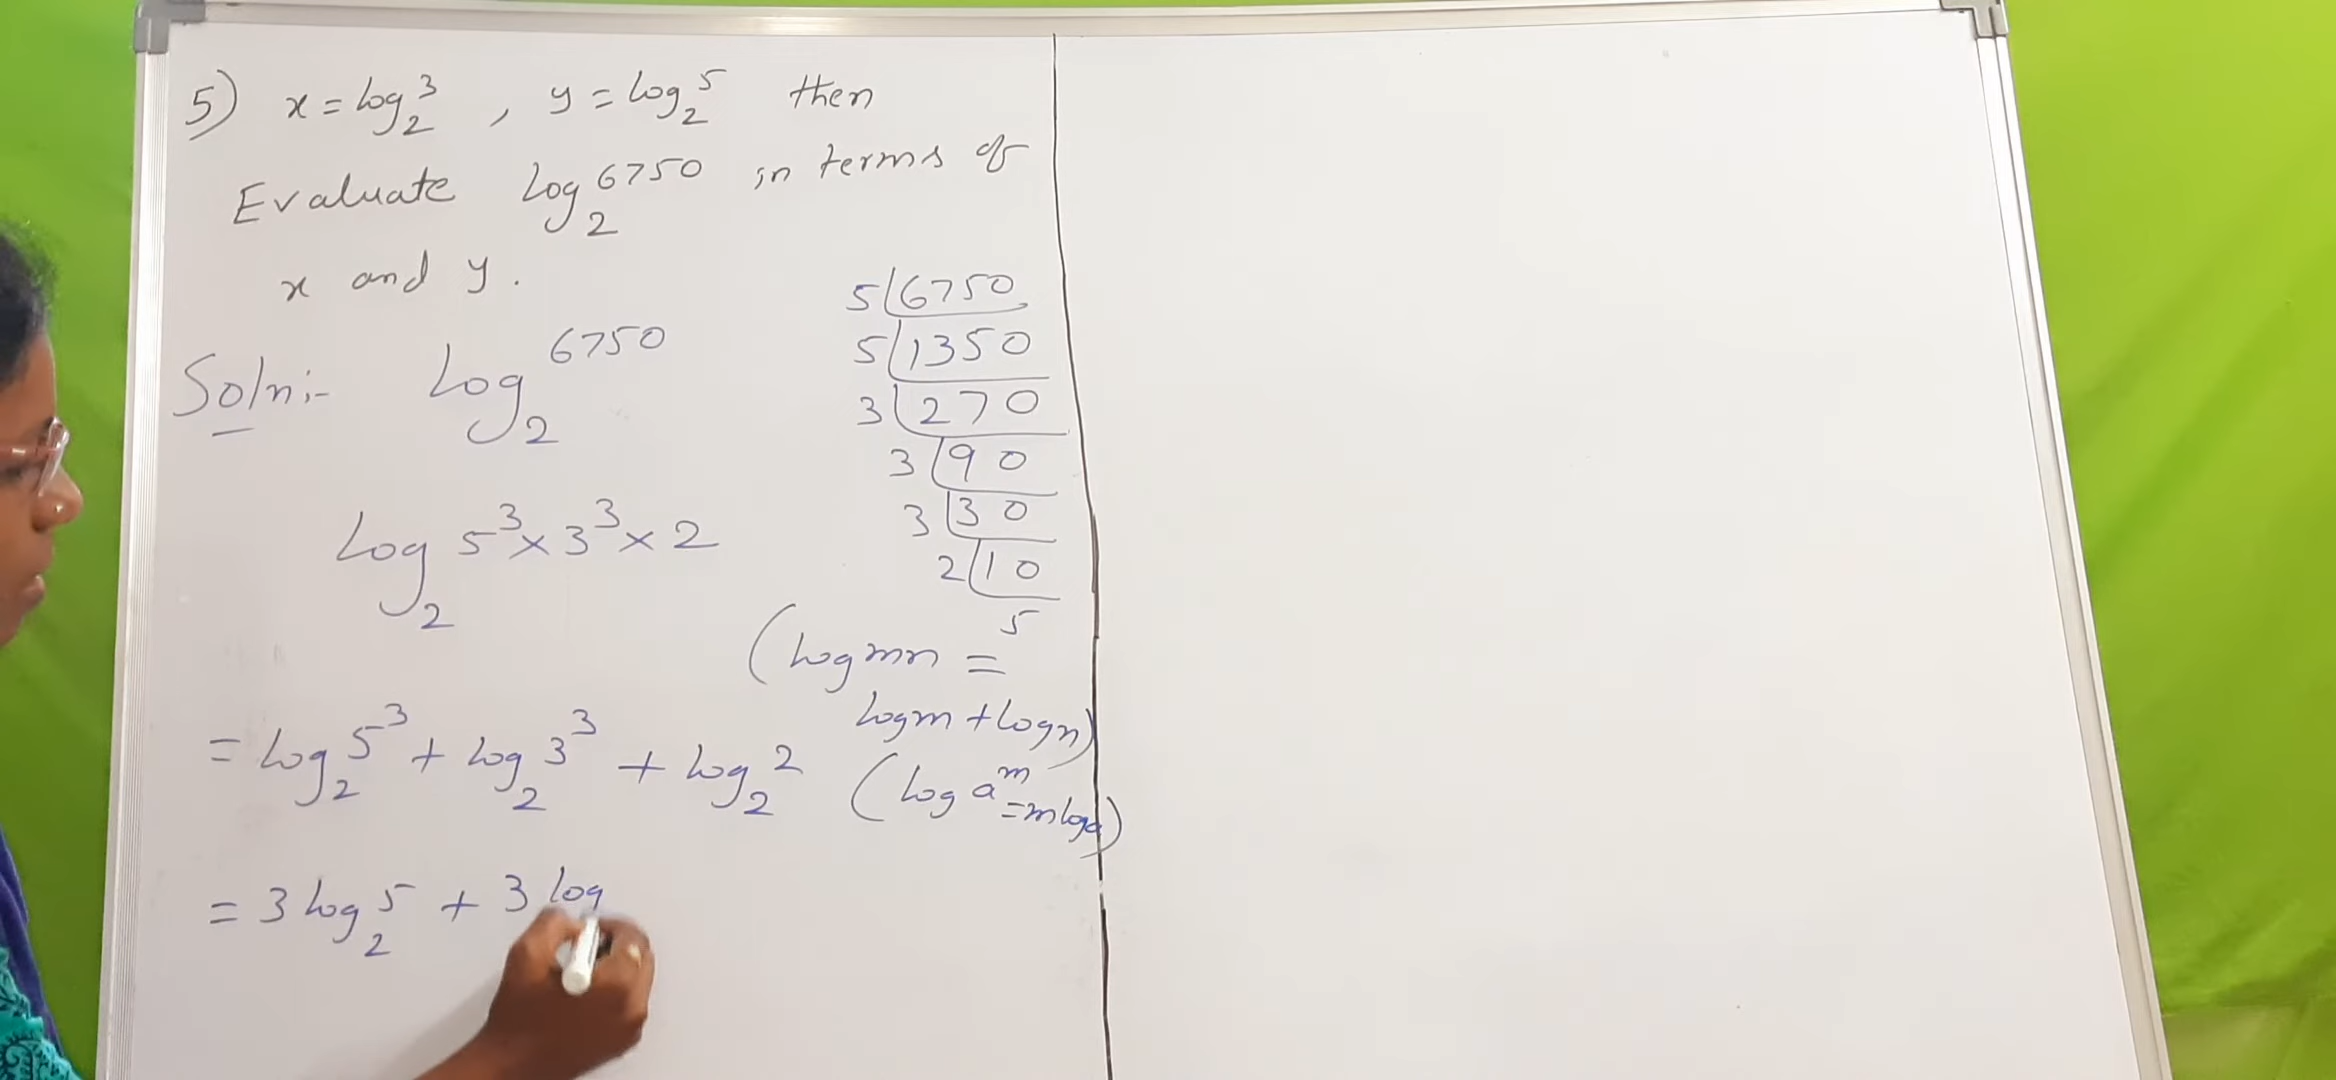 5) x = log₂3 , y = log₂5 then
Evaluate log₂6750 in terms of
x and y.
5|6750
5|1350
3|270
3|90
3|30
2|10
5
Soln:- log₂6750
log₂ 5³ × 3³ × 2
(log mn =
log m + log n)
= log₂5³ + log₂3³ + log₂2
(log aᵐ
= m log a)
= 3 log₂5 + 3 log